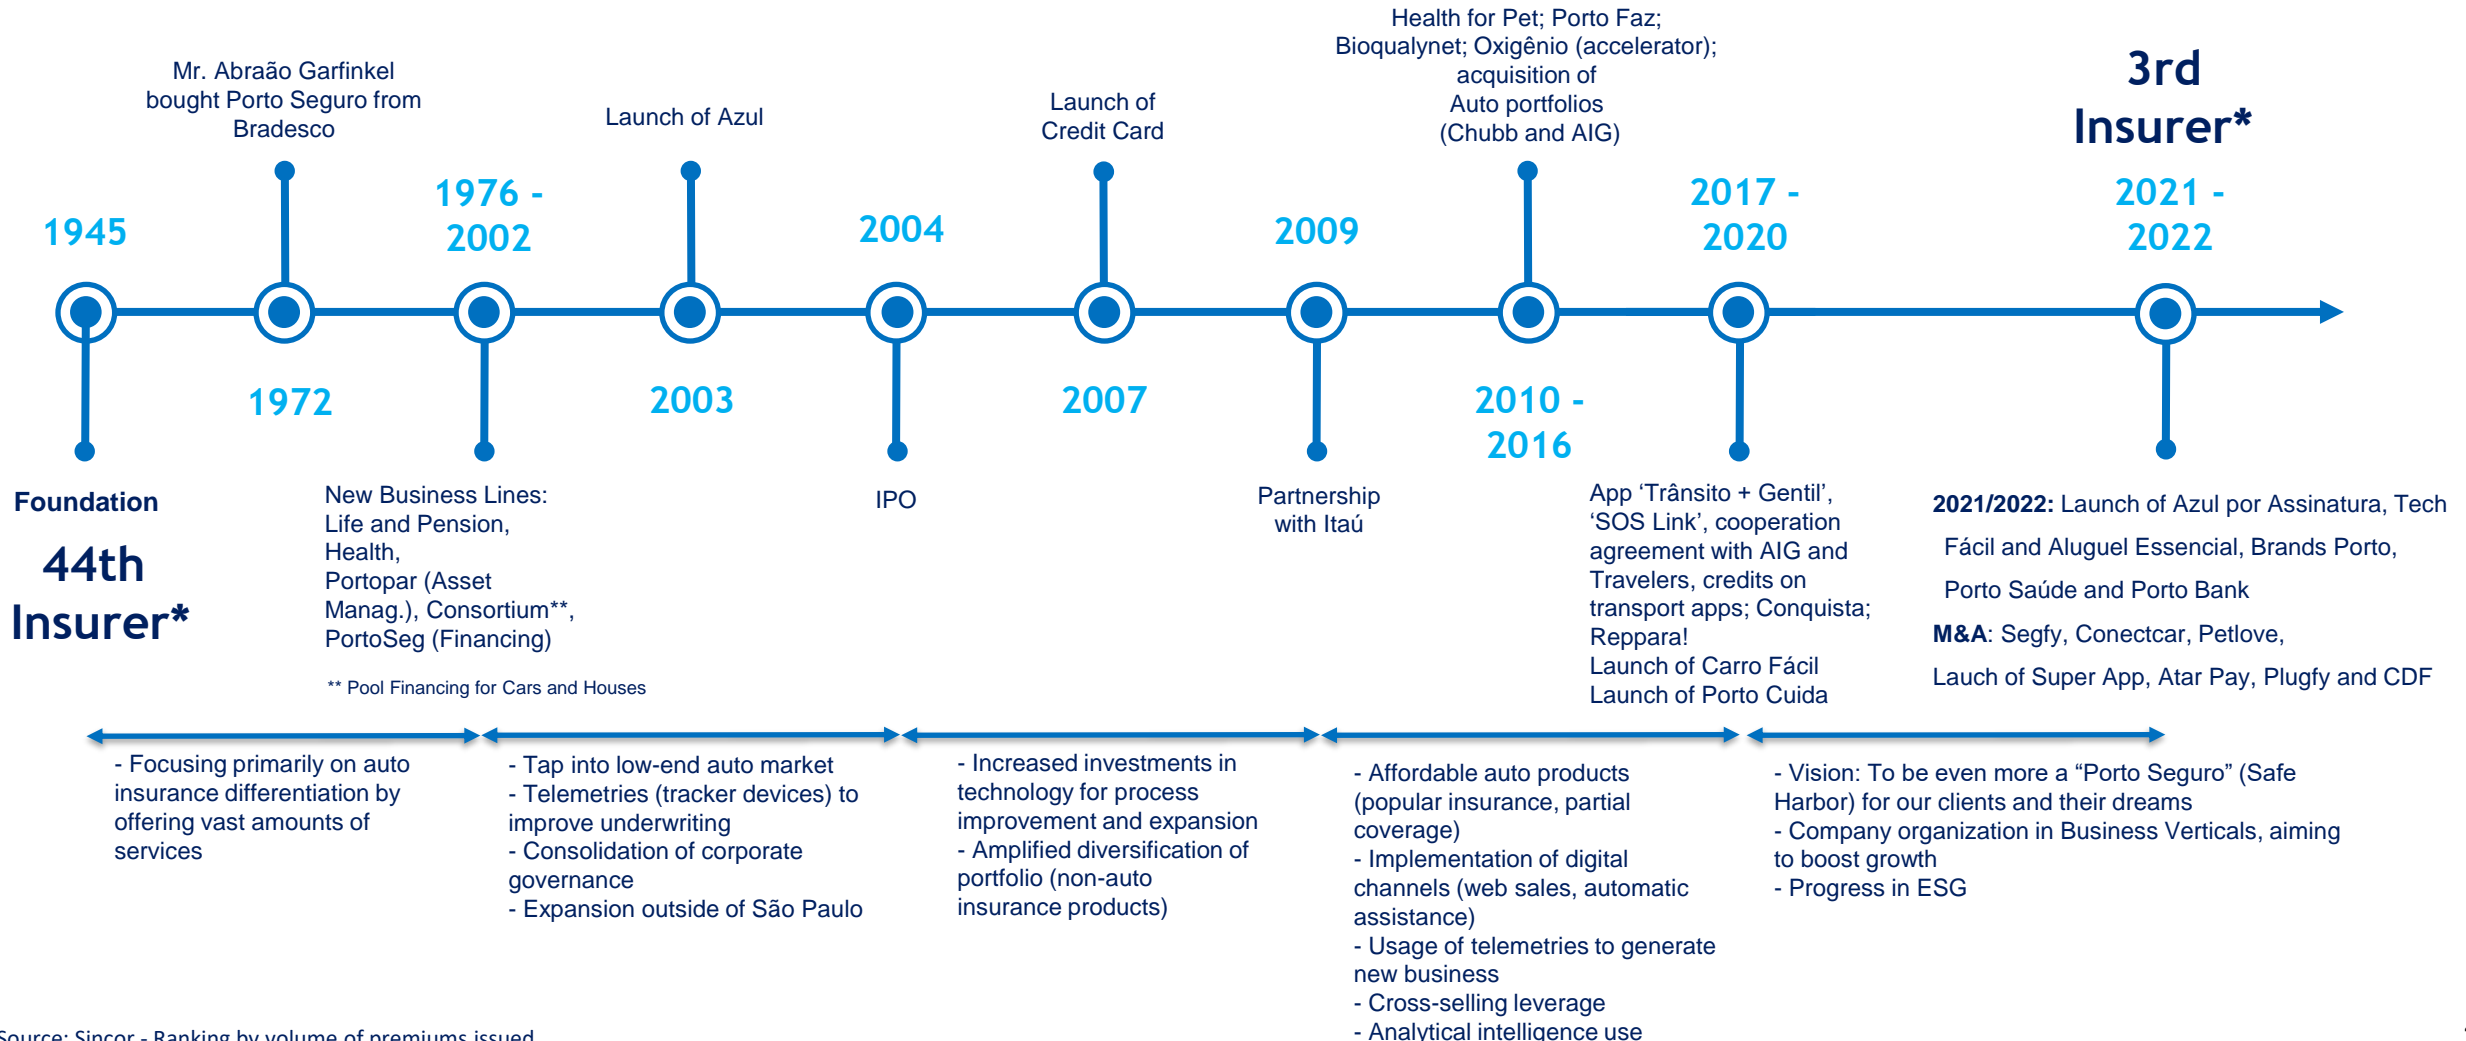 Mr. Abraão Garfinkel
bought Porto Seguro from
Bradesco
Launch of Azul
Launch of
Credit Card
Health for Pet; Porto Faz;
Bioqualynet; Oxigênio (accelerator);
acquisition of
Auto portfolios
(Chubb and AIG)
3rd
Insurer*
1945
1976 -
2002
2004
2009
2017 -
2020
2021 -
2022
1972
2003
2007
2010 -
2016
Foundation
44th
Insurer*
New Business Lines:
Life and Pension,
Health,
Portopar (Asset
Manag.), Consortium**,
PortoSeg (Financing)
** Pool Financing for Cars and Houses
IPO
Partnership
with Itaú
App ‘Trânsito + Gentil’,
‘SOS Link’, cooperation
agreement with AIG and
Travelers, credits on
transport apps; Conquista;
Reppara!
Launch of Carro Fácil
Launch of Porto Cuida
2021/2022: Launch of Azul por Assinatura, Tech
Fácil and Aluguel Essencial, Brands Porto,
Porto Saúde and Porto Bank
M&A: Segfy, Conectcar, Petlove,
Lauch of Super App, Atar Pay, Plugfy and CDF
- Focusing primarily on auto
insurance differentiation by
offering vast amounts of
services
- Tap into low-end auto market
- Telemetries (tracker devices) to
improve underwriting
- Consolidation of corporate
governance
- Expansion outside of São Paulo
- Increased investments in
technology for process
improvement and expansion
- Amplified diversification of
portfolio (non-auto
insurance products)
- Affordable auto products
(popular insurance, partial
coverage)
- Implementation of digital
channels (web sales, automatic
assistance)
- Usage of telemetries to generate
new business
- Cross-selling leverage
- Analytical intelligence use
- Vision: To be even more a “Porto Seguro” (Safe
Harbor) for our clients and their dreams
- Company organization in Business Verticals, aiming
to boost growth
- Progress in ESG
Source: Sincor - Ranking by volume of premiums issued